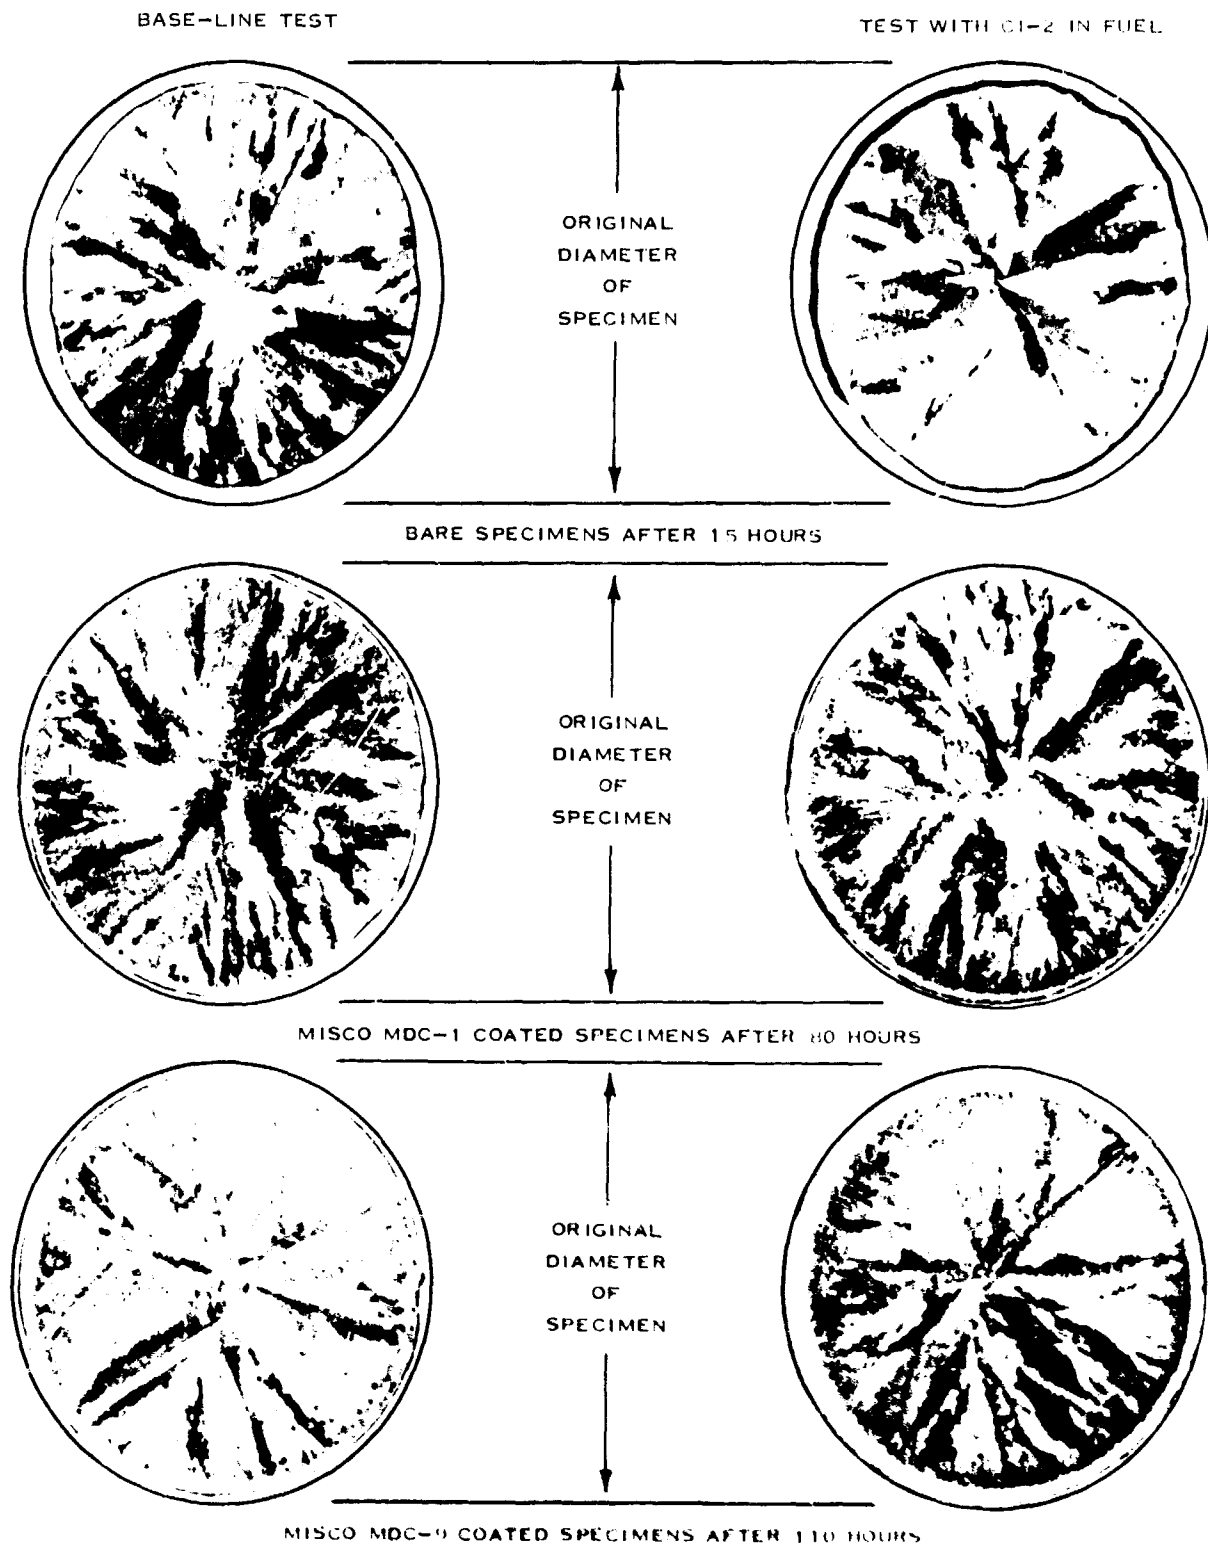 BASE-LINE TEST
TEST WITH CI-2 IN FUEL
ORIGINAL
DIAMETER
OF
SPECIMEN
BARE SPECIMENS AFTER 15 HOURS
ORIGINAL
DIAMETER
OF
SPECIMEN
MISCO MDC-1 COATED SPECIMENS AFTER 80 HOURS
ORIGINAL
DIAMETER
OF
SPECIMEN
MISCO MDC-9 COATED SPECIMENS AFTER 110 HOURS